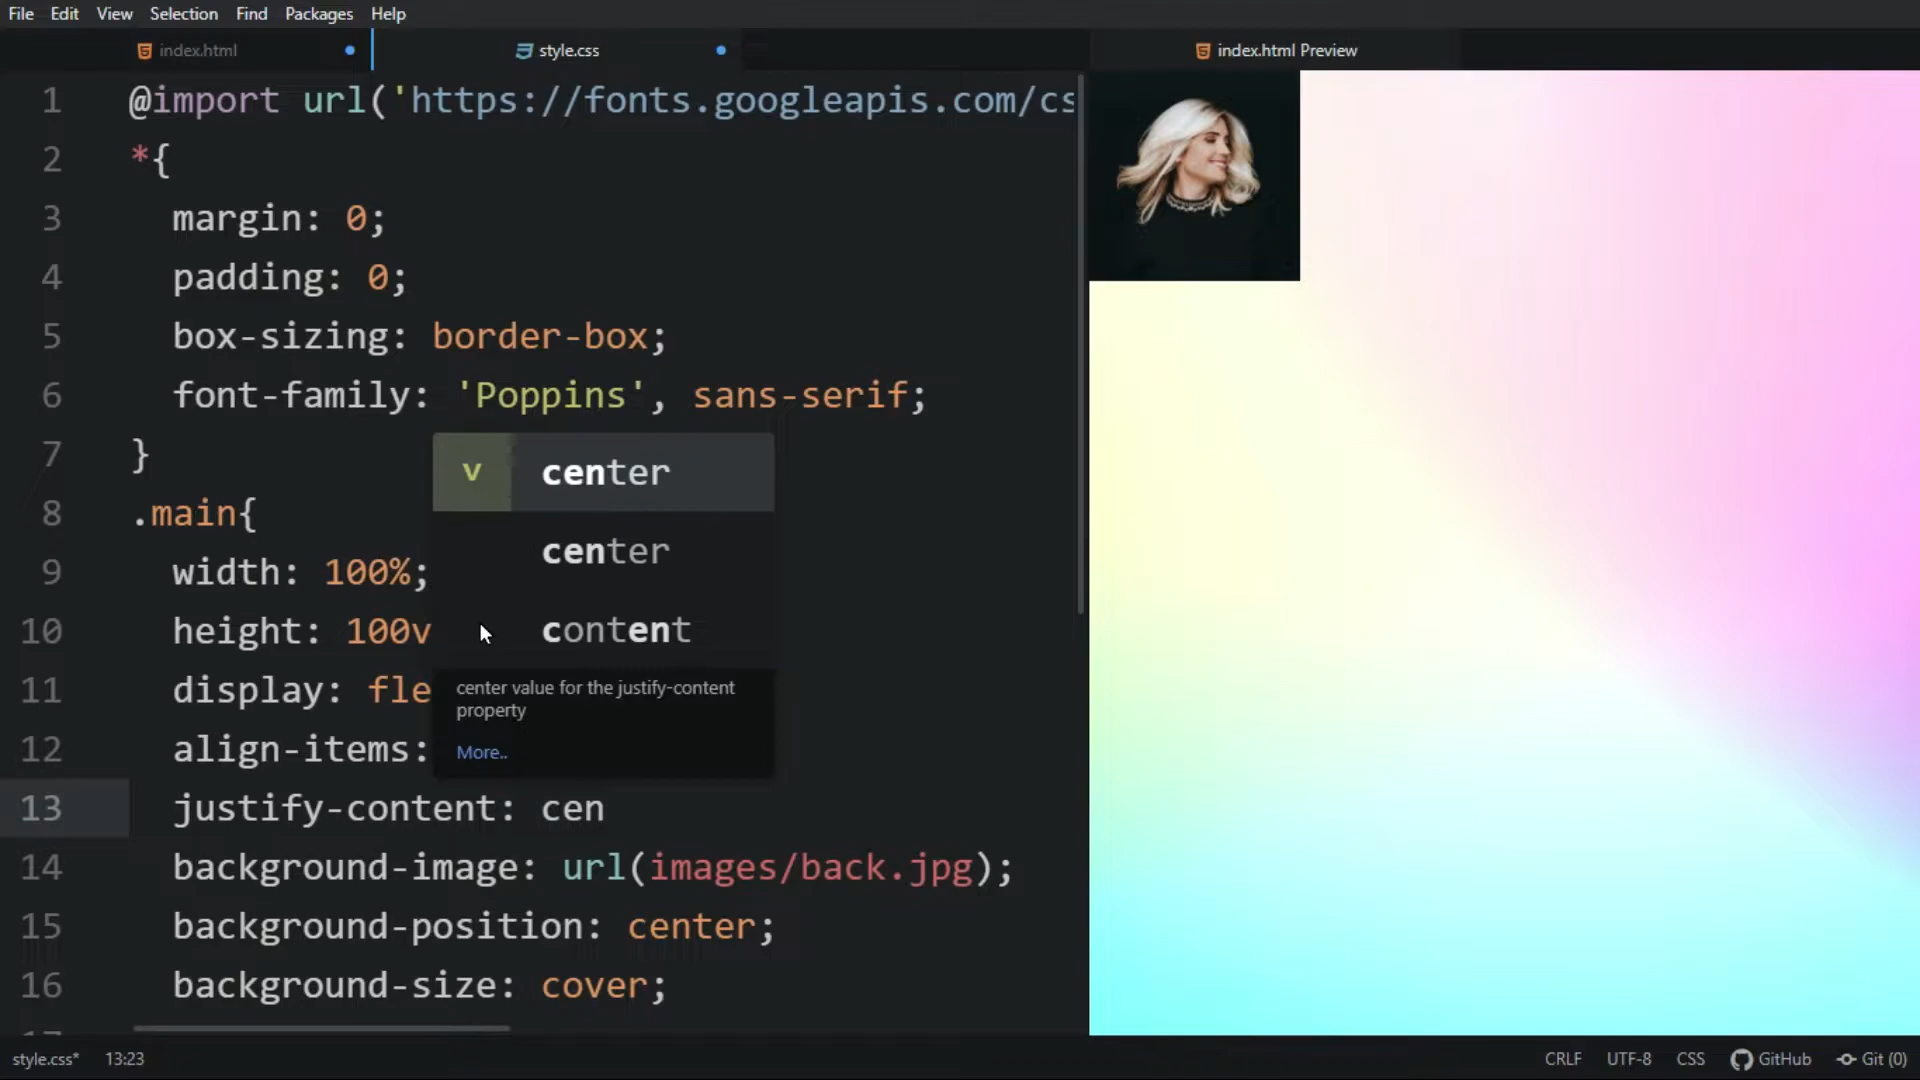 File Edit View Selection Find Packages Help
index.html
style.css
index.html Preview
1 @import url('https://fonts.googleapis.com/cs
2 *{
3 margin: 0;
4 padding: 0;
5 box-sizing: border-box;
6 font-family: 'Poppins', sans-serif;
7 }
v center
8 .main{
center
9 width: 100%;
10 height: 100v
content
11 display: fle
center value for the justify-content
property
12 align-items:
More..
13 justify-content: cen
14 background-image: url(images/back.jpg);
15 background-position: center;
16 background-size: cover;
style.css* 13:23 CRLF UTF-8 CSS GitHub Git (0)